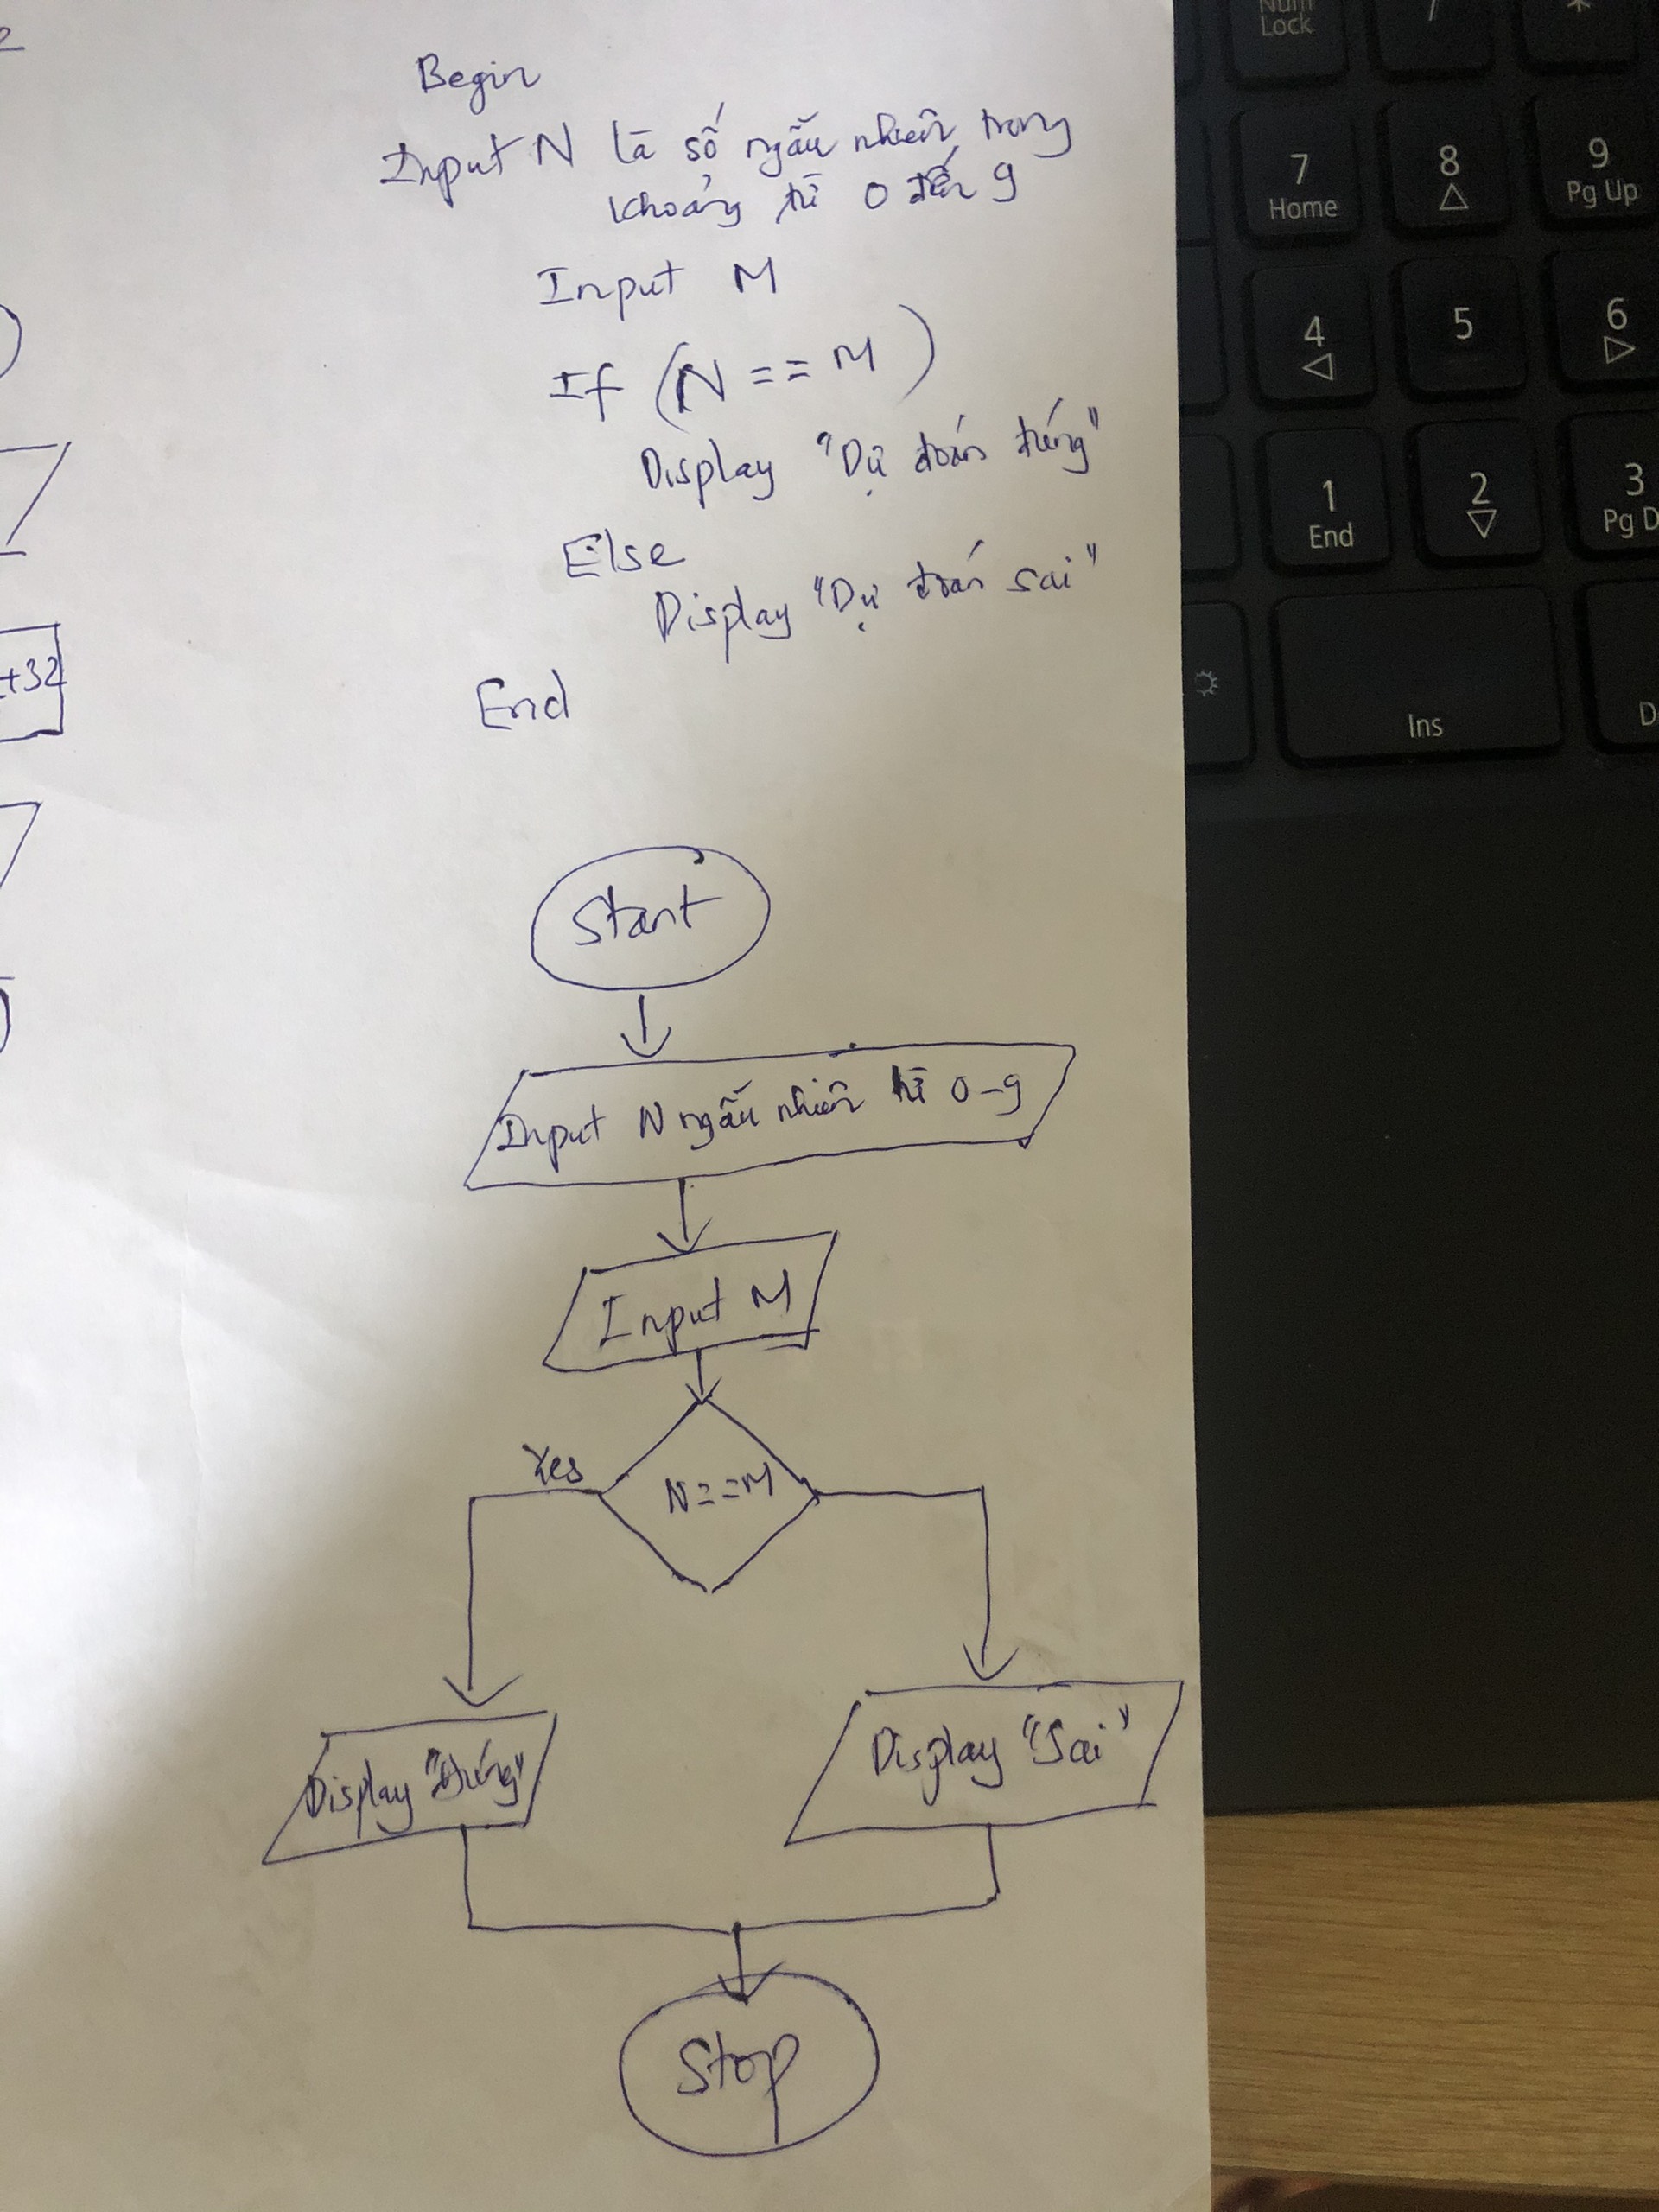 Begin
Input N là số ngẫu nhiên trong
khoảng từ 0 đến 9
Input M
If (N == M)
Display "Dự đoán đúng"
Else
Display "Dự đoán sai"
End
Start
Input N ngẫu nhiên từ 0-9
Input M
Yes
N==M
Display "đúng"
Display "Sai"
Stop
+32
Num
Lock
/
*
7
Home
8
9
Pg Up
4
5
6
1
End
2
3
Pg D
Ins
D